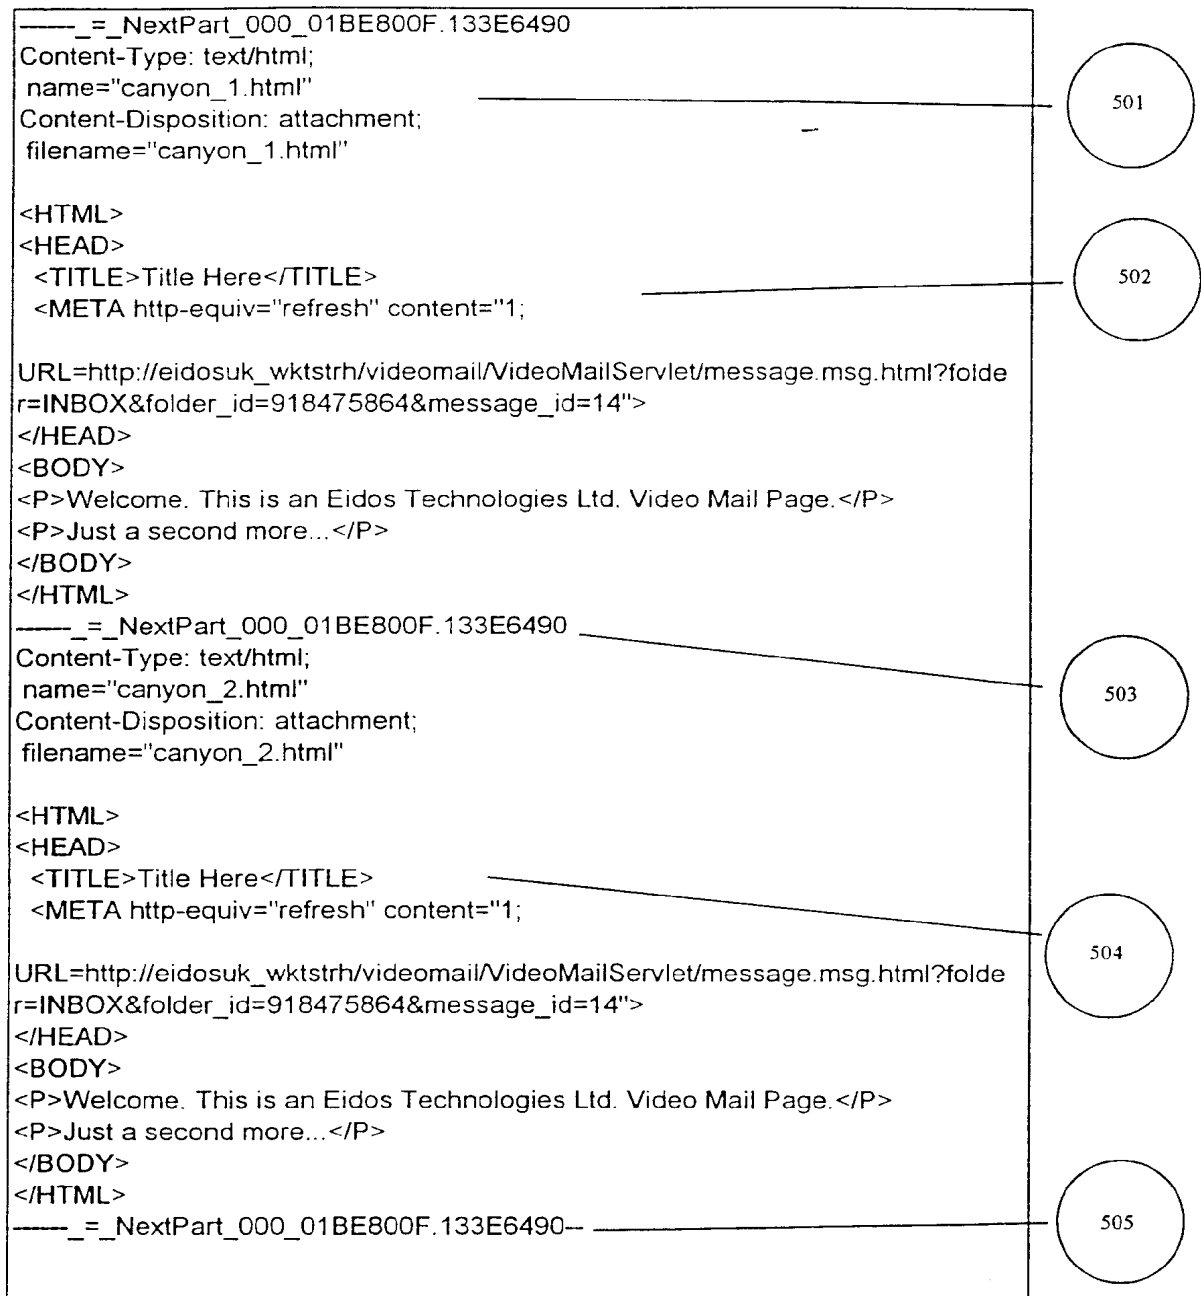 ------_=_NextPart_000_01BE800F.133E6490
Content-Type: text/html;
name="canyon_1.html"
501
Content-Disposition: attachment;
filename="canyon_1.html"
<HTML>
<HEAD>
<TITLE>Title Here</TITLE>
502
<META http-equiv="refresh" content="1;
URL=http://eidosuk_wktstrh/videomail/VideoMailServlet/message.msg.html?folde
r=INBOX&folder_id=918475864&message_id=14">
</HEAD>
<BODY>
<P>Welcome. This is an Eidos Technologies Ltd. Video Mail Page.</P>
<P>Just a second more...</P>
</BODY>
</HTML>
------_=_NextPart_000_01BE800F.133E6490
Content-Type: text/html;
name="canyon_2.html"
503
Content-Disposition: attachment;
filename="canyon_2.html"
<HTML>
<HEAD>
<TITLE>Title Here</TITLE>
<META http-equiv="refresh" content="1;
504
URL=http://eidosuk_wktstrh/videomail/VideoMailServlet/message.msg.html?folde
r=INBOX&folder_id=918475864&message_id=14">
</HEAD>
<BODY>
<P>Welcome. This is an Eidos Technologies Ltd. Video Mail Page.</P>
<P>Just a second more...</P>
</BODY>
</HTML>
------_=_NextPart_000_01BE800F.133E6490--
505